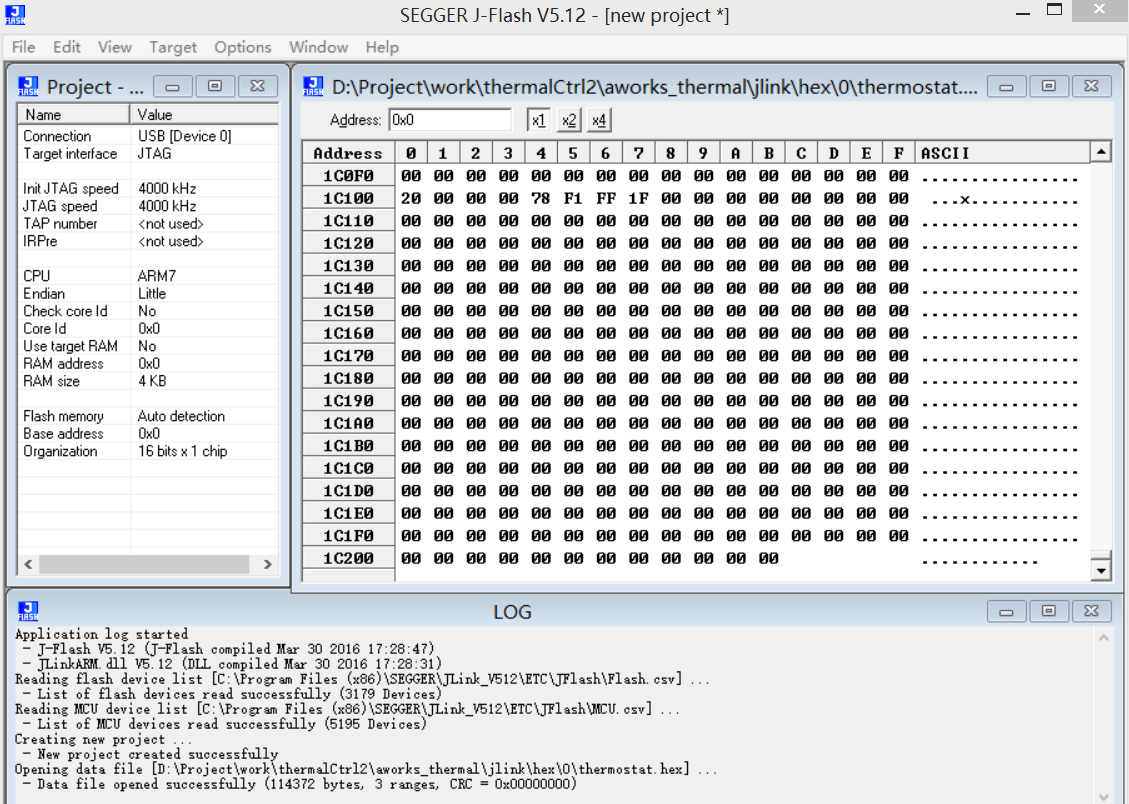 SEGGER J-Flash V5.12 - [new project *]
File Edit View Target Options Window Help
Project - ...
Name Value
Connection USB [Device 0]
Target interface JTAG
Init JTAG speed 4000 kHz
JTAG speed 4000 kHz
TAP number <not used>
IRPre <not used>
CPU ARM7
Endian Little
Check core Id No
Core Id 0x0
Use target RAM No
RAM address 0x0
RAM size 4 KB
Flash memory Auto detection
Base address 0x0
Organization 16 bits x 1 chip
D:\Project\work\thermalCtrl2\aworks_thermal\jlink\hex\0\thermostat....
Address: 0x0 x1 x2 x4
Address 0 1 2 3 4 5 6 7 8 9 A B C D E F ASCII
1C0F0 00 00 00 00 00 00 00 00 00 00 00 00 00 00 00 00 ................
1C100 20 00 00 00 78 F1 FF 1F 00 00 00 00 00 00 00 00  ...x...........
1C110 00 00 00 00 00 00 00 00 00 00 00 00 00 00 00 00 ................
1C120 00 00 00 00 00 00 00 00 00 00 00 00 00 00 00 00 ................
1C130 00 00 00 00 00 00 00 00 00 00 00 00 00 00 00 00 ................
1C140 00 00 00 00 00 00 00 00 00 00 00 00 00 00 00 00 ................
1C150 00 00 00 00 00 00 00 00 00 00 00 00 00 00 00 00 ................
1C160 00 00 00 00 00 00 00 00 00 00 00 00 00 00 00 00 ................
1C170 00 00 00 00 00 00 00 00 00 00 00 00 00 00 00 00 ................
1C180 00 00 00 00 00 00 00 00 00 00 00 00 00 00 00 00 ................
1C190 00 00 00 00 00 00 00 00 00 00 00 00 00 00 00 00 ................
1C1A0 00 00 00 00 00 00 00 00 00 00 00 00 00 00 00 00 ................
1C1B0 00 00 00 00 00 00 00 00 00 00 00 00 00 00 00 00 ................
1C1C0 00 00 00 00 00 00 00 00 00 00 00 00 00 00 00 00 ................
1C1D0 00 00 00 00 00 00 00 00 00 00 00 00 00 00 00 00 ................
1C1E0 00 00 00 00 00 00 00 00 00 00 00 00 00 00 00 00 ................
1C1F0 00 00 00 00 00 00 00 00 00 00 00 00 00 00 00 00 ................
1C200 00 00 00 00 00 00 00 00 00 00 00 00 ............
LOG
Application log started
- J-Flash V5.12 (J-Flash compiled Mar 30 2016 17:28:47)
- JLinkARM.dll V5.12 (DLL compiled Mar 30 2016 17:28:31)
Reading flash device list [C:\Program Files (x86)\SEGGER\JLink_V512\ETC\JFlash\Flash.csv] ...
- List of flash devices read successfully (3179 Devices)
Reading MCU device list [C:\Program Files (x86)\SEGGER\JLink_V512\ETC\JFlash\MCU.csv] ...
- List of MCU devices read successfully (5195 Devices)
Creating new project ...
- New project created successfully
Opening data file [D:\Project\work\thermalCtrl2\aworks_thermal\jlink\hex\0\thermostat.hex] ...
- Data file opened successfully (114372 bytes, 3 ranges, CRC = 0x00000000)